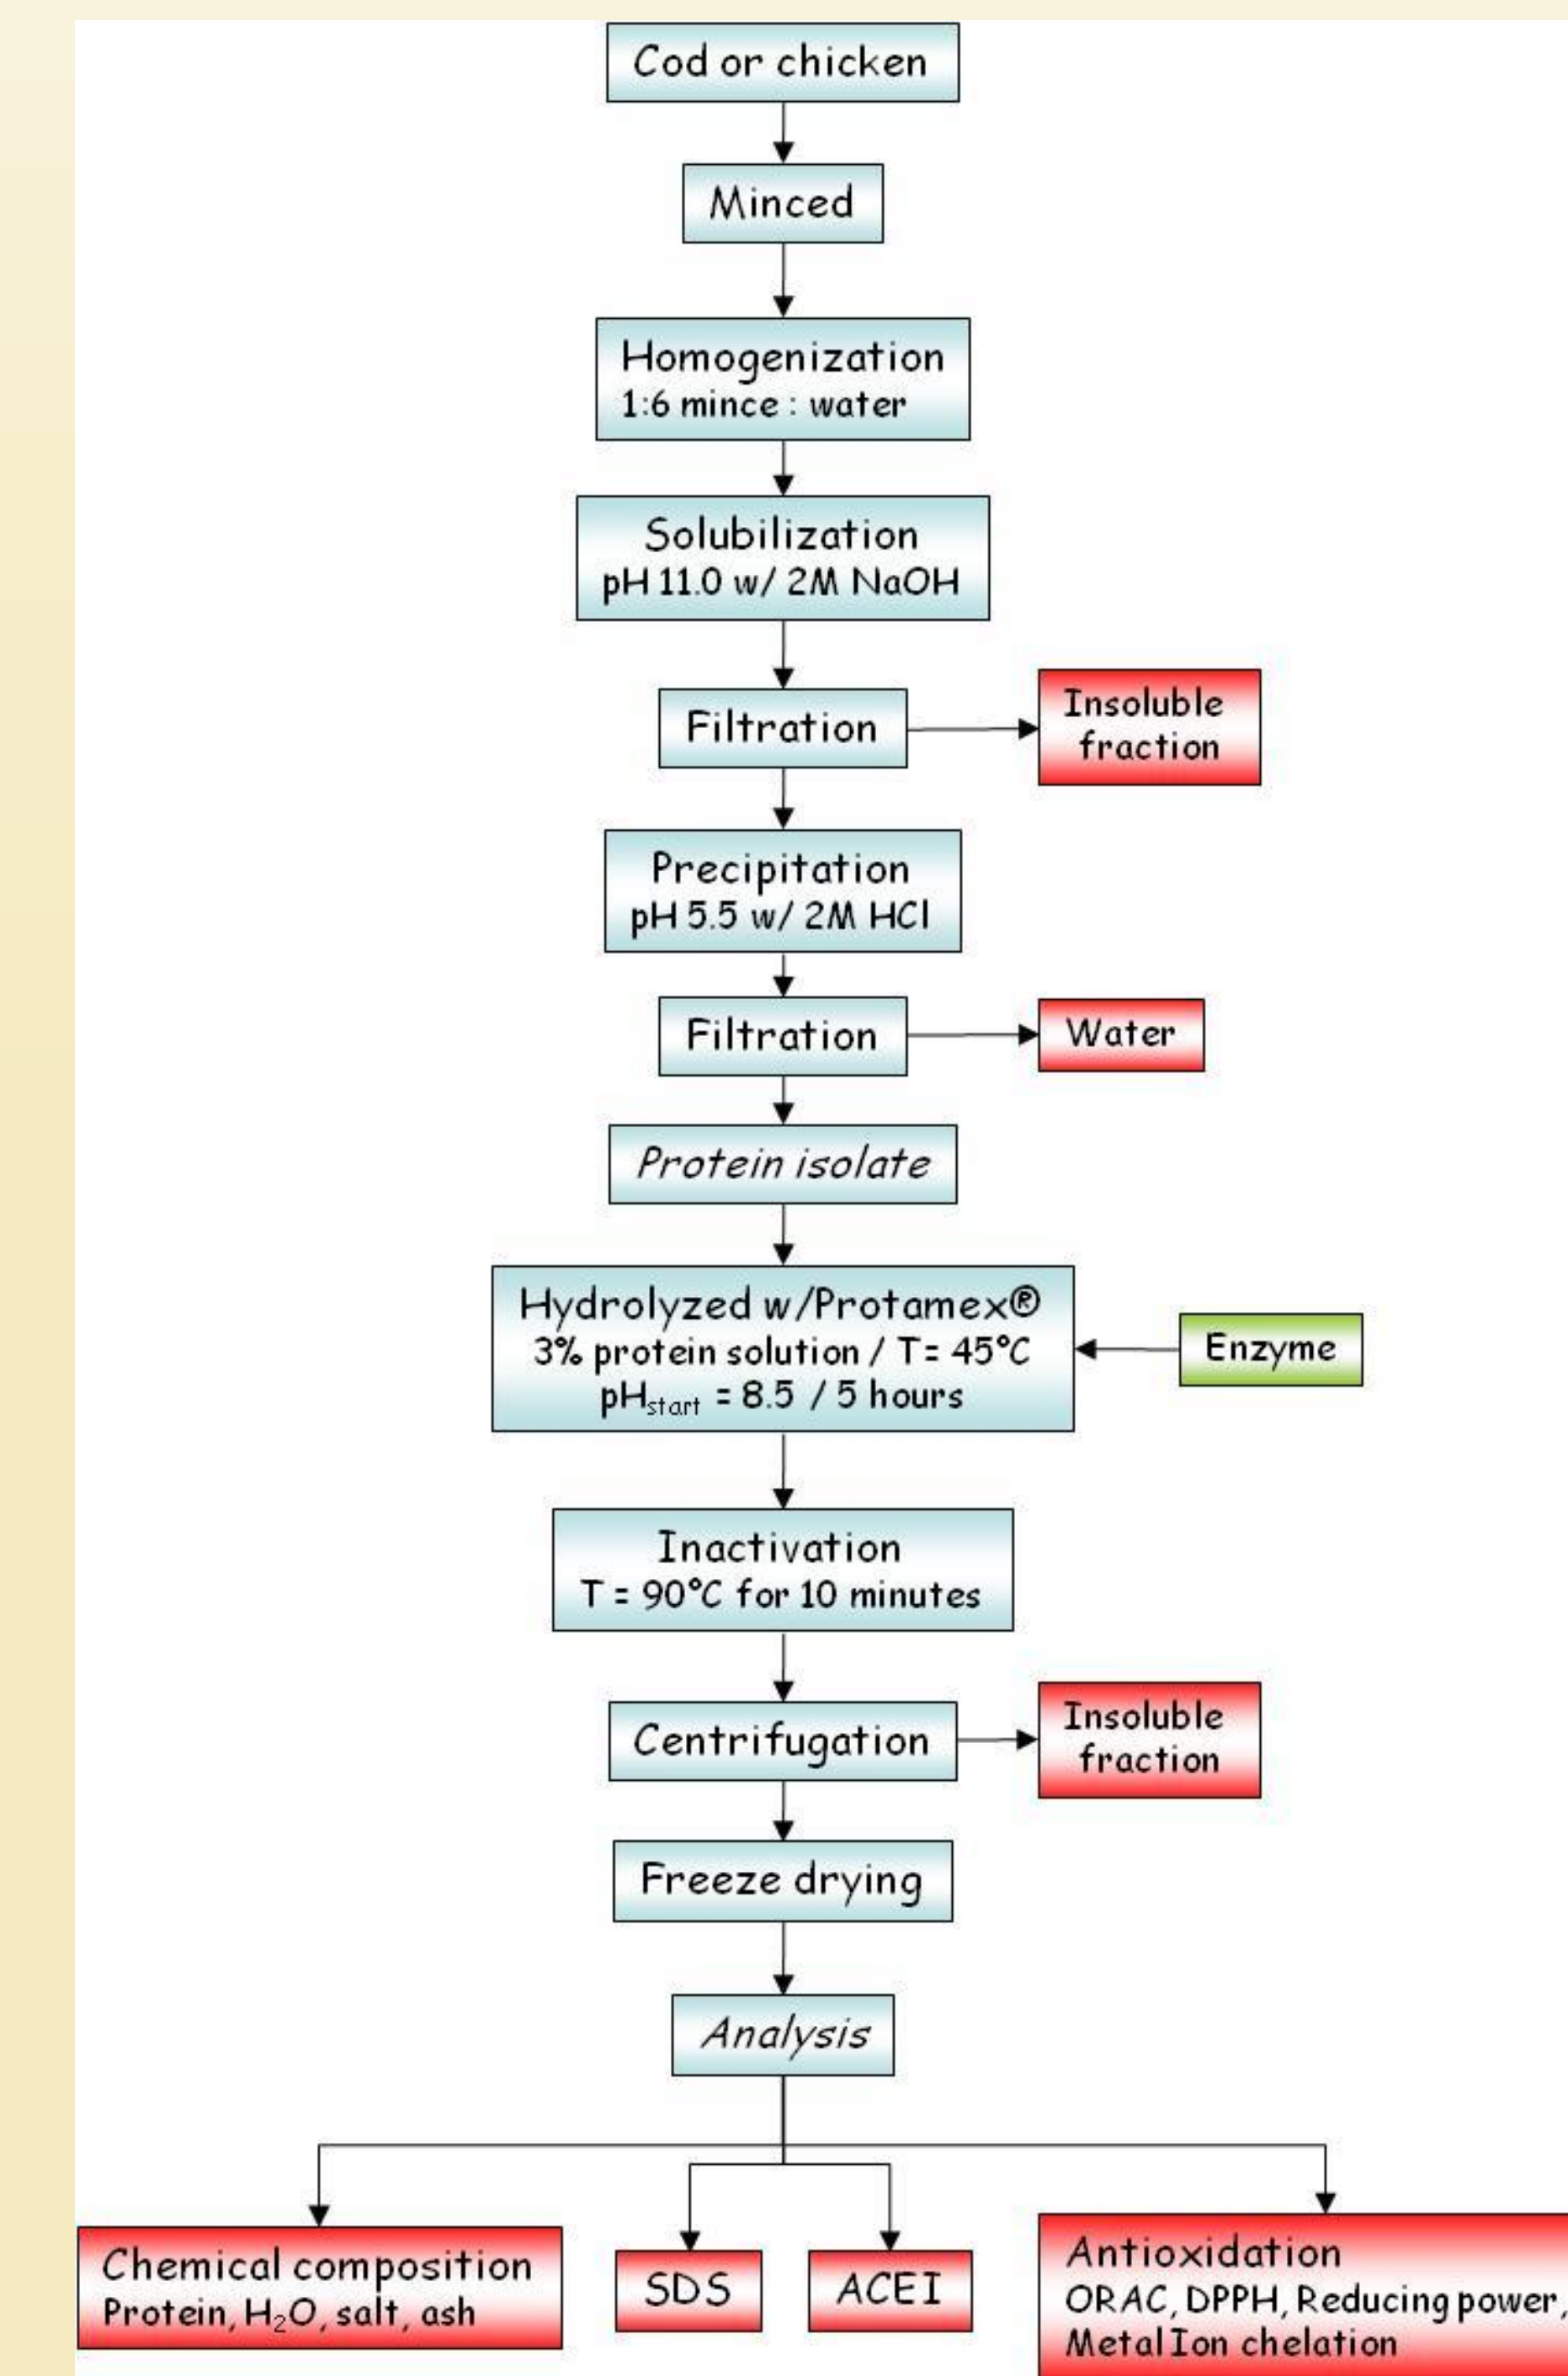 Cod or chicken
Minced
Homogenization
1:6 mince : water
Solubilization
pH 11.0 w/ 2M NaOH
Filtration
Insoluble
fraction
Precipitation
pH 5.5 w/ 2M HCl
Filtration
Water
Protein isolate
Hydrolyzed w/Protamex®
3% protein solution / T= 45°C
pHstart = 8.5 / 5 hours
Enzyme
Inactivation
T = 90°C for 10 minutes
Centrifugation
Insoluble
fraction
Freeze drying
Analysis
Chemical composition
Protein, H₂O, salt, ash
SDS
ACEI
Antioxidation
ORAC, DPPH, Reducing power,
Metal Ion chelation